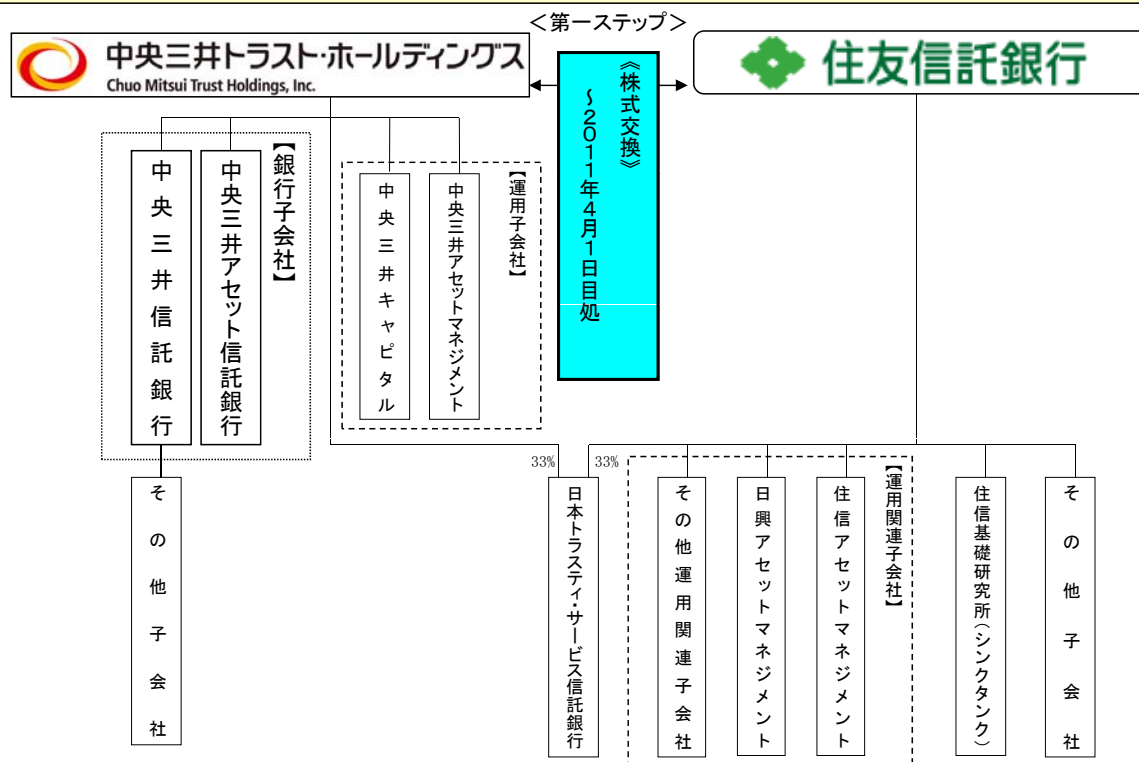 <第一ステップ>
中央三井トラスト・ホールディングス
Chuo Mitsui Trust Holdings, Inc.
《株式交換》
~2011年4月1日目処
住友信託銀行
【銀行子会社】
中央三井アセット信託銀行
中央三井信託銀行
【運用子会社】
中央三井アセットマネジメント
中央三井キャピタル
33%
33%
その他子会社
日本トラスティ・サービス信託銀行
その他運用関連子会社
日興アセットマネジメント
住信アセットマネジメント
【運用関連子会社】
住信基礎研究所(シンクタンク)
その他子会社